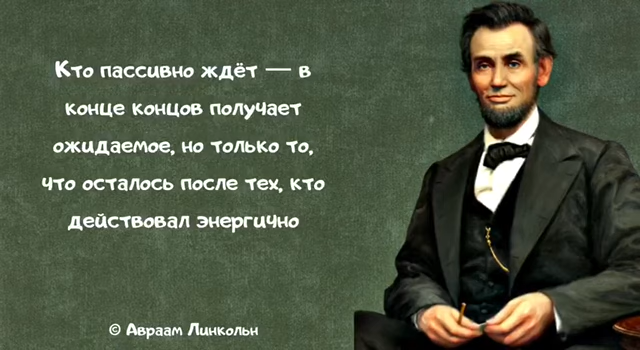 Кто пассивно ждёт — в
конце концов получает
ожидаемое, но только то,
что осталось после тех, кто
действовал энергично
© Авраам Линкольн